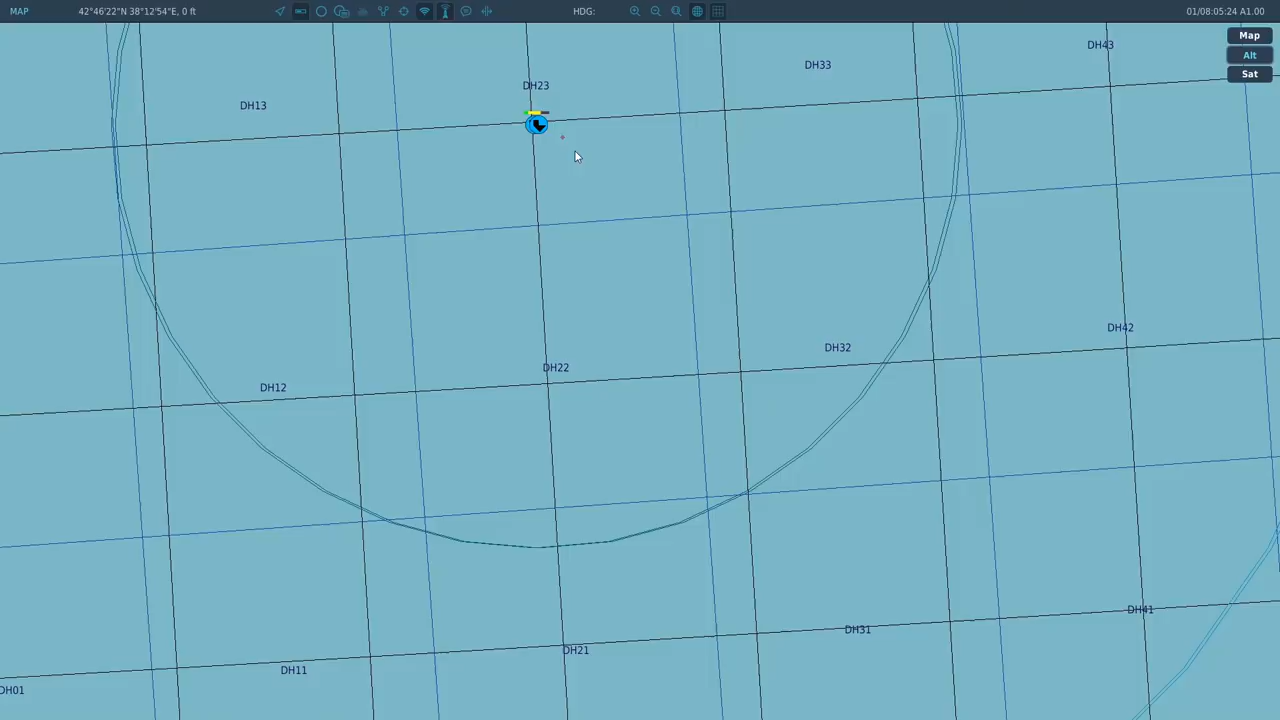 MAP 42°46'22"N 38°12'54"E, 0 ft HDG: 01/08:05:24 A1.00
Map
DH43
Alt
DH33
Sat
DH23
DH13
DH42
DH32
DH22
DH12
DH41
DH31
DH21
DH11
DH01